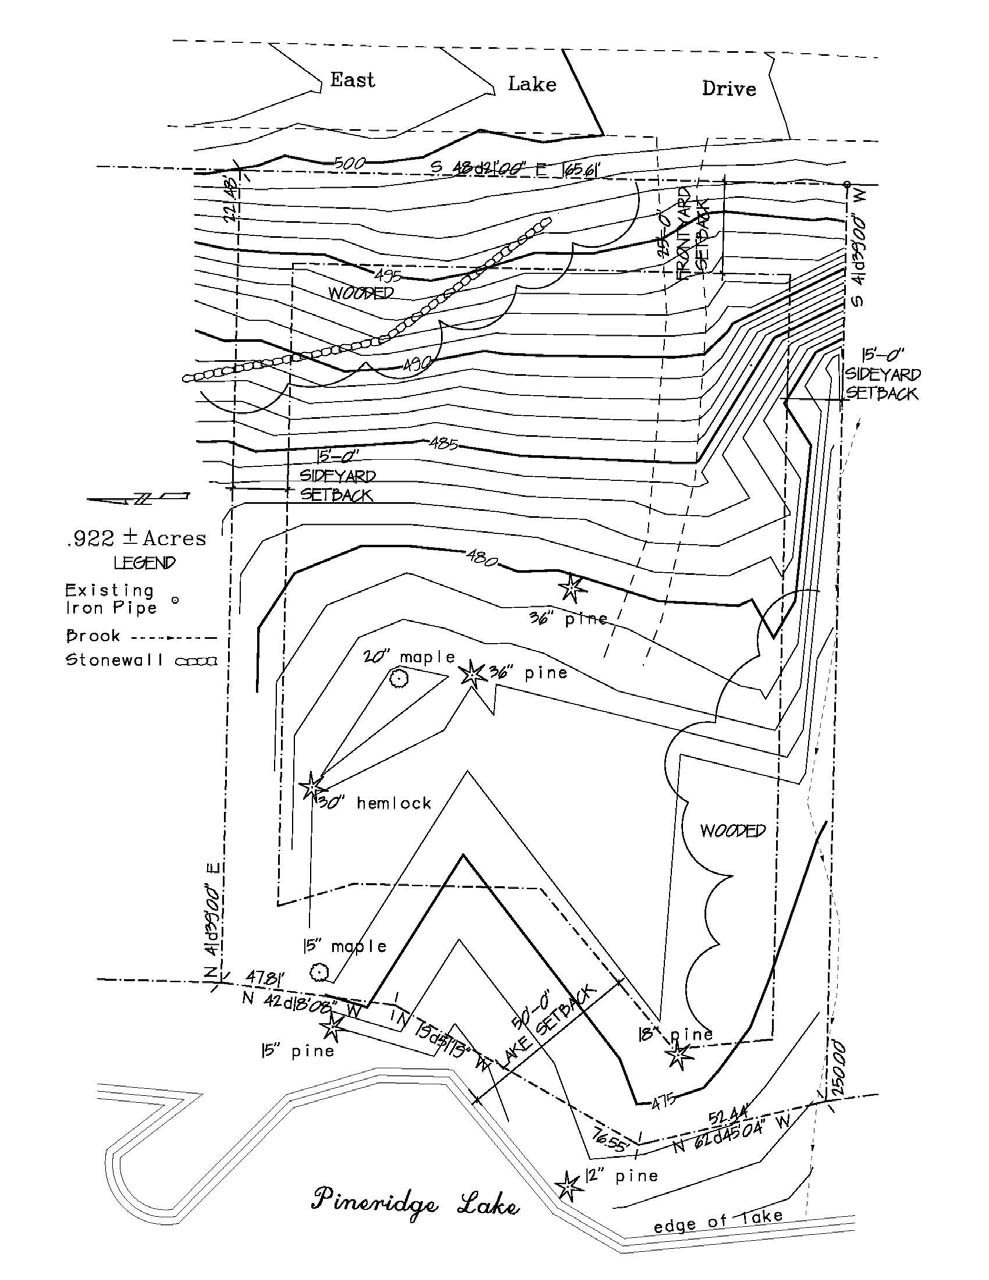 East Lake Drive
500
S 48d21'00" E 165.61'
22.48'
25'-0"
FRONTYARD
SETBACK
S 41d39'00" W
495
WOODED
490
15'-0"
SIDEYARD
SETBACK
485
15'-0"
SIDEYARD
SETBACK
N
.922 ± Acres
LEGEND
Existing
Iron Pipe
Brook
Stonewall
480
36" pine
20" maple
36" pine
30" hemlock
WOODED
N 41d39'00" E
15" maple
47.81'
N 42d18'08" W
15" pine
50'-0"
LAKE SETBACK
18" pine
475
250.00'
52.44'
N 62d45'04" W
76.55'
12" pine
Pineridge Lake
edge of lake